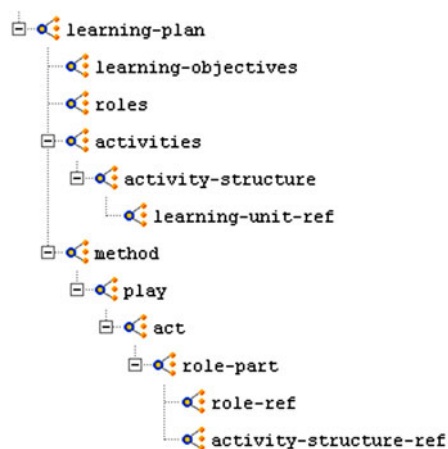 learning-plan
learning-objectives
roles
activities
activity-structure
learning-unit-ref
method
play
act
role-part
role-ref
activity-structure-ref